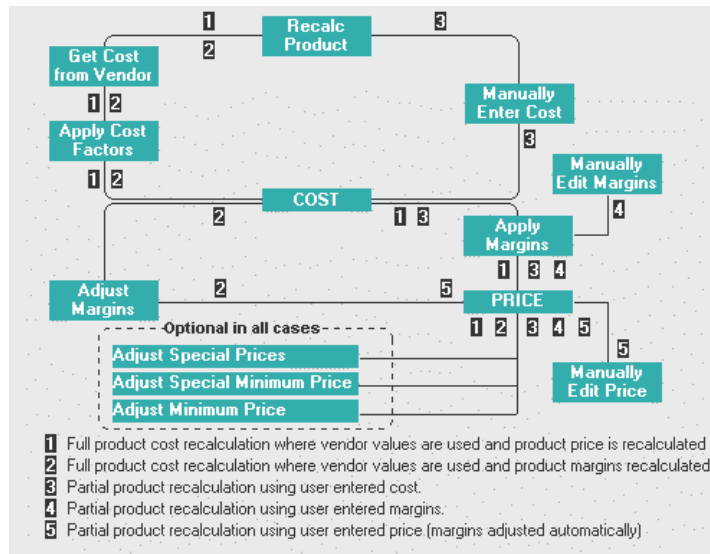 1
Recalc
Product
3
2
Get Cost
from Vendor
1 2
Manually
Enter Cost
Apply Cost
Factors
3
1 2
Manually
Edit Margins
COST
4
2
1 3
Apply
Margins
1 3 4
Adjust
Margins
2
5
PRICE
Optional in all cases
1 2 3 4 5
Adjust Special Prices
5
Adjust Special Minimum Price
Manually
Edit Price
Adjust Minimum Price
1 Full product cost recalculation where vendor values are used and product price is recalculated
2 Full product cost recalculation where vendor values are used and product margins recalculated
3 Partial product recalculation using user entered cost.
4 Partial product recalculation using user entered margins.
5 Partial product recalculation using user entered price (margins adjusted automatically)